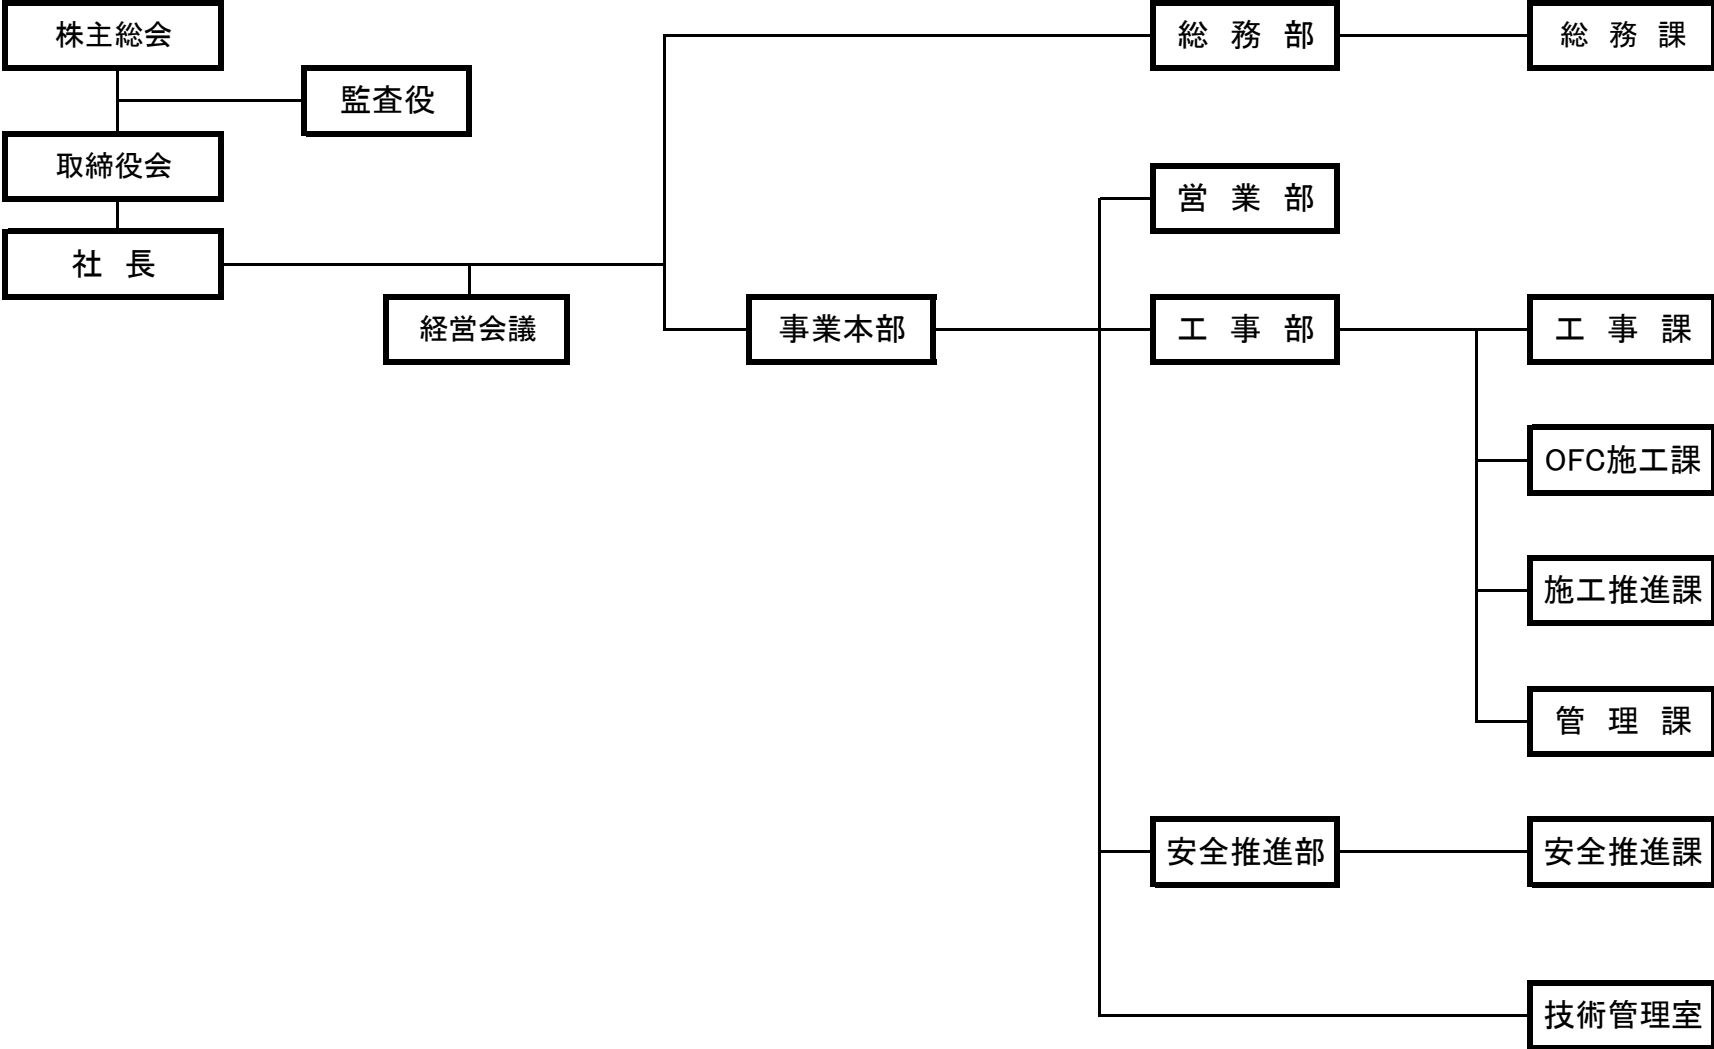 株主総会
監査役
取締役会
社 長
経営会議
総 務 部
総 務 課
営 業 部
事業本部
工 事 部
工 事 課
OFC施工課
施工推進課
管 理 課
安全推進部
安全推進課
技術管理室